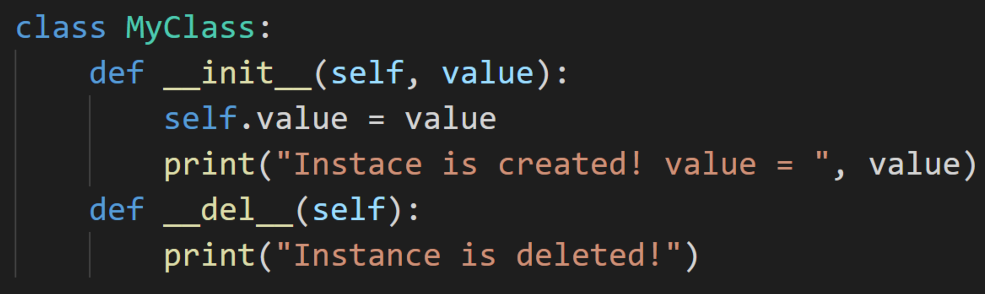 class MyClass:
    def __init__(self, value):
        self.value = value
        print("Instace is created! value = ", value)
    def __del__(self):
        print("Instance is deleted!")